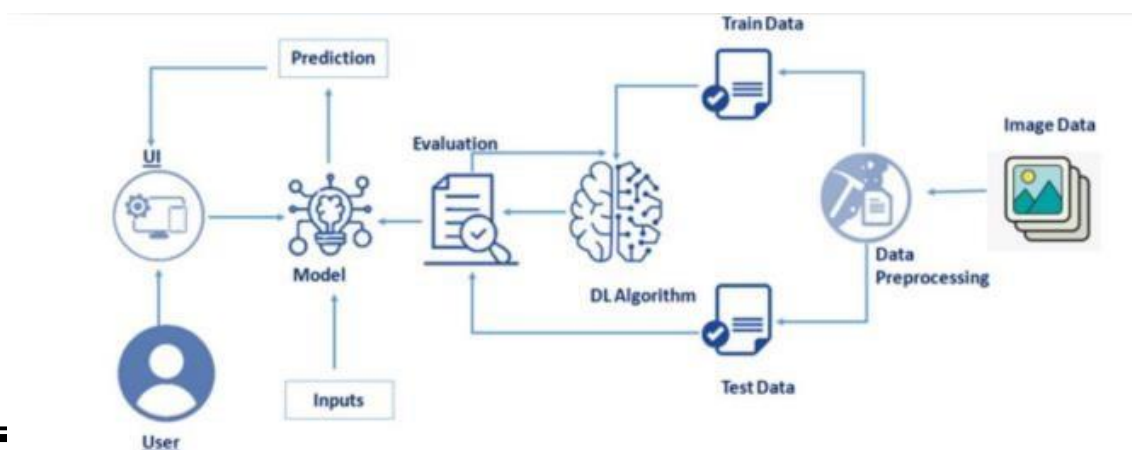 Train Data
Prediction
Image Data
Evaluation
UI
Data
Preprocessing
Model
DL Algorithm
Test Data
Inputs
User